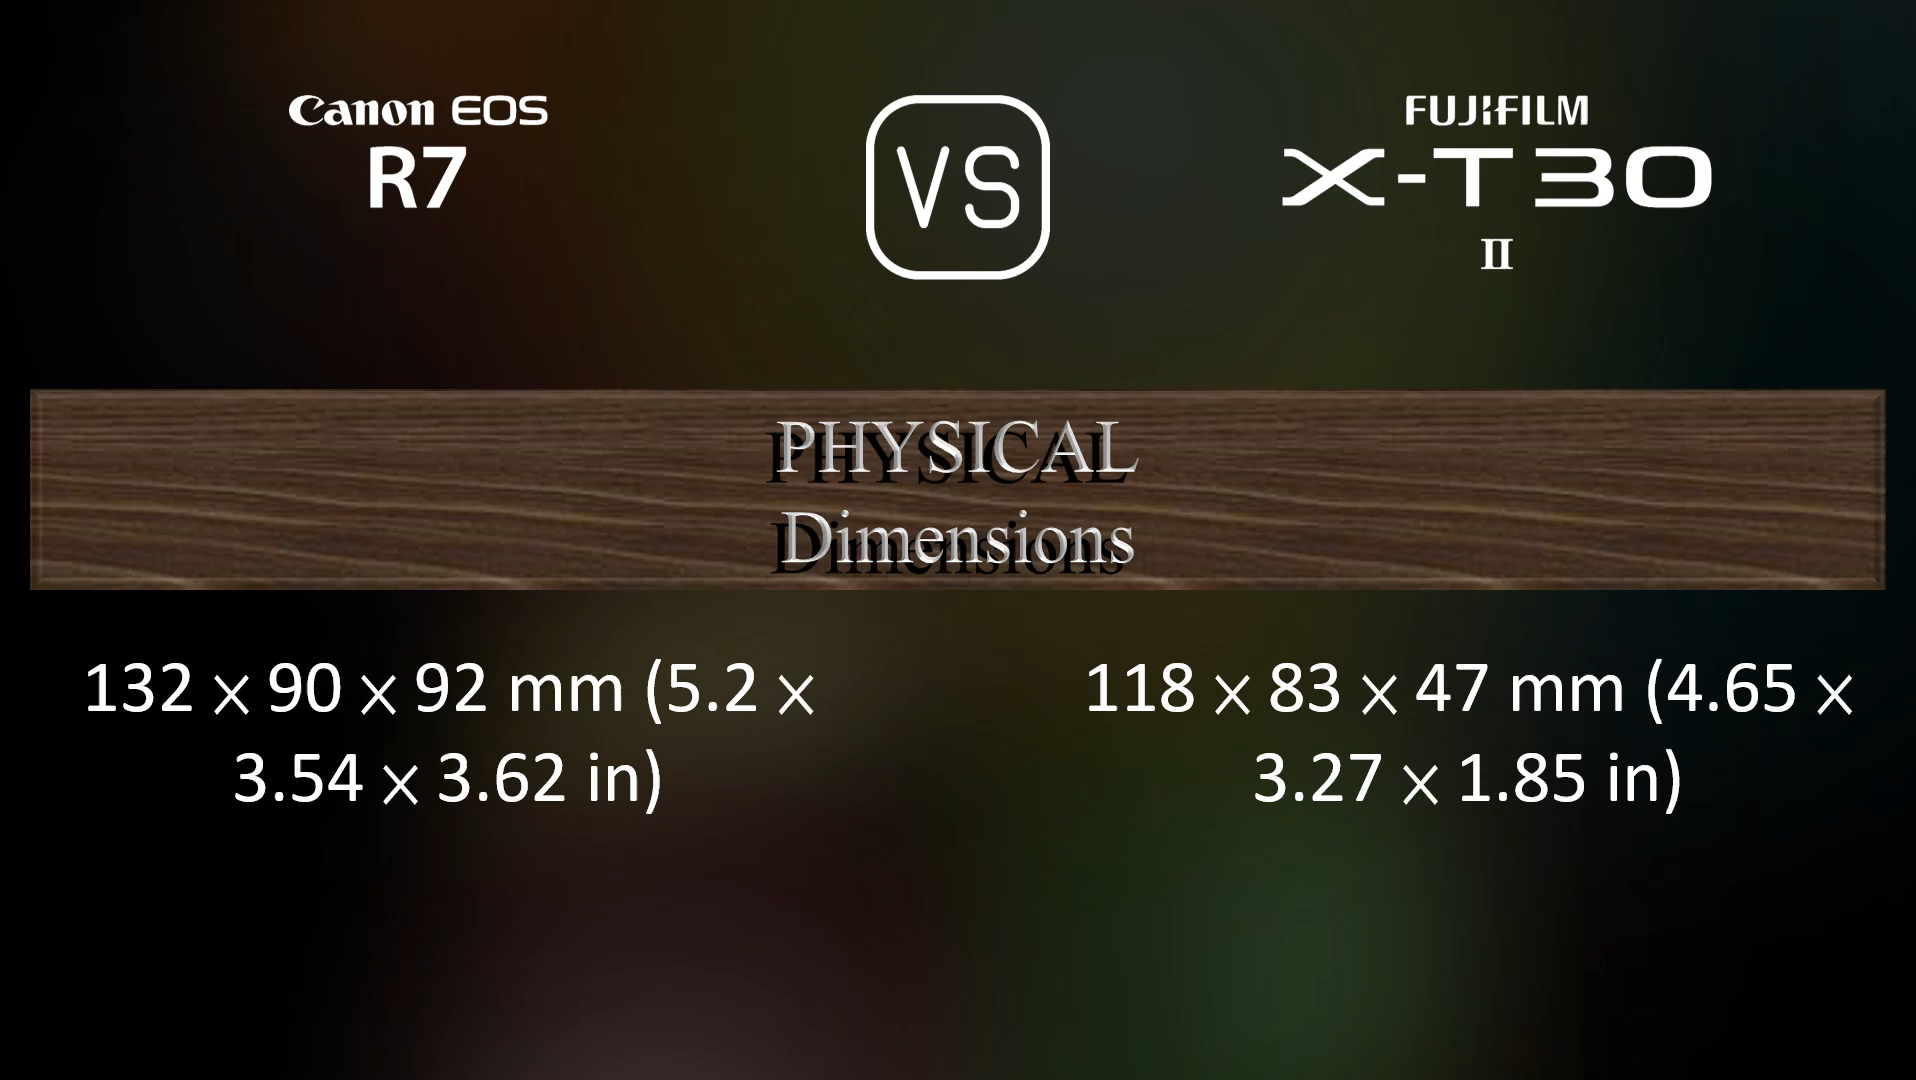 Canon EOS
R7
VS
FUJIFILM
X-T30
II
PHYSICAL
Dimensions
132 x 90 x 92 mm (5.2 x
3.54 x 3.62 in)
118 x 83 x 47 mm (4.65 x
3.27 x 1.85 in)